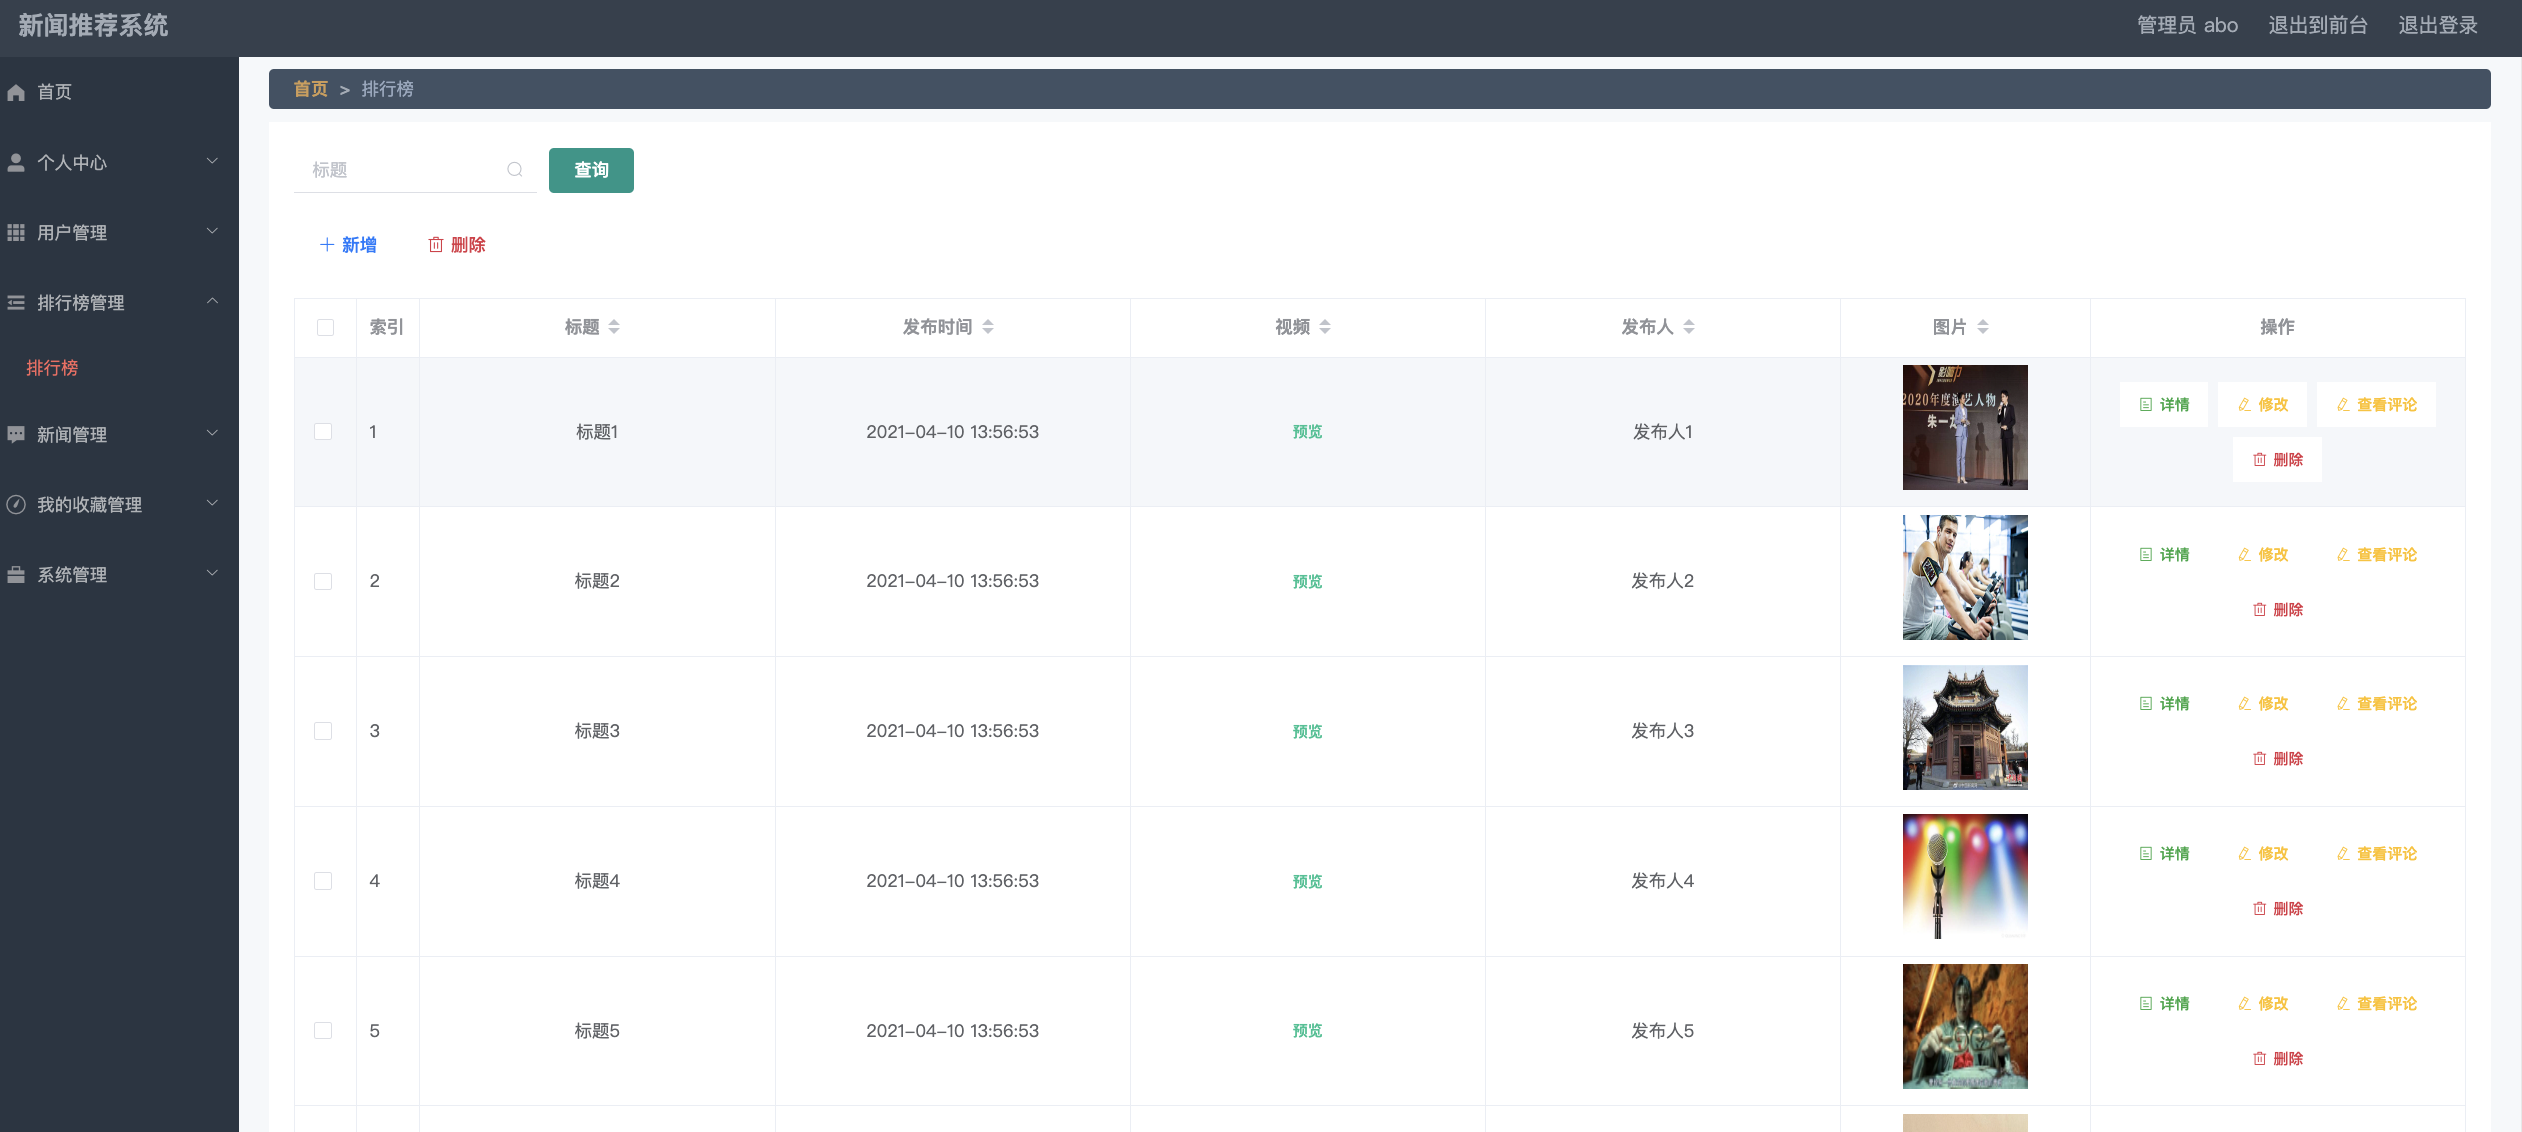 新闻推荐系统
管理员 abo 退出到前台 退出登录
首页
个人中心
用户管理
排行榜管理
排行榜
新闻管理
我的收藏管理
系统管理
首页 > 排行榜
标题 查询
新增 删除
索引 标题 发布时间 视频 发布人 图片 操作
1 标题1 2021-04-10 13:56:53 预览 发布人1 详情 修改 查看评论
删除
2020年度演艺人物
朱一龙
2 标题2 2021-04-10 13:56:53 预览 发布人2 详情 修改 查看评论
删除
3 标题3 2021-04-10 13:56:53 预览 发布人3 详情 修改 查看评论
删除
4 标题4 2021-04-10 13:56:53 预览 发布人4 详情 修改 查看评论
删除
5 标题5 2021-04-10 13:56:53 预览 发布人5 详情 修改 查看评论
删除